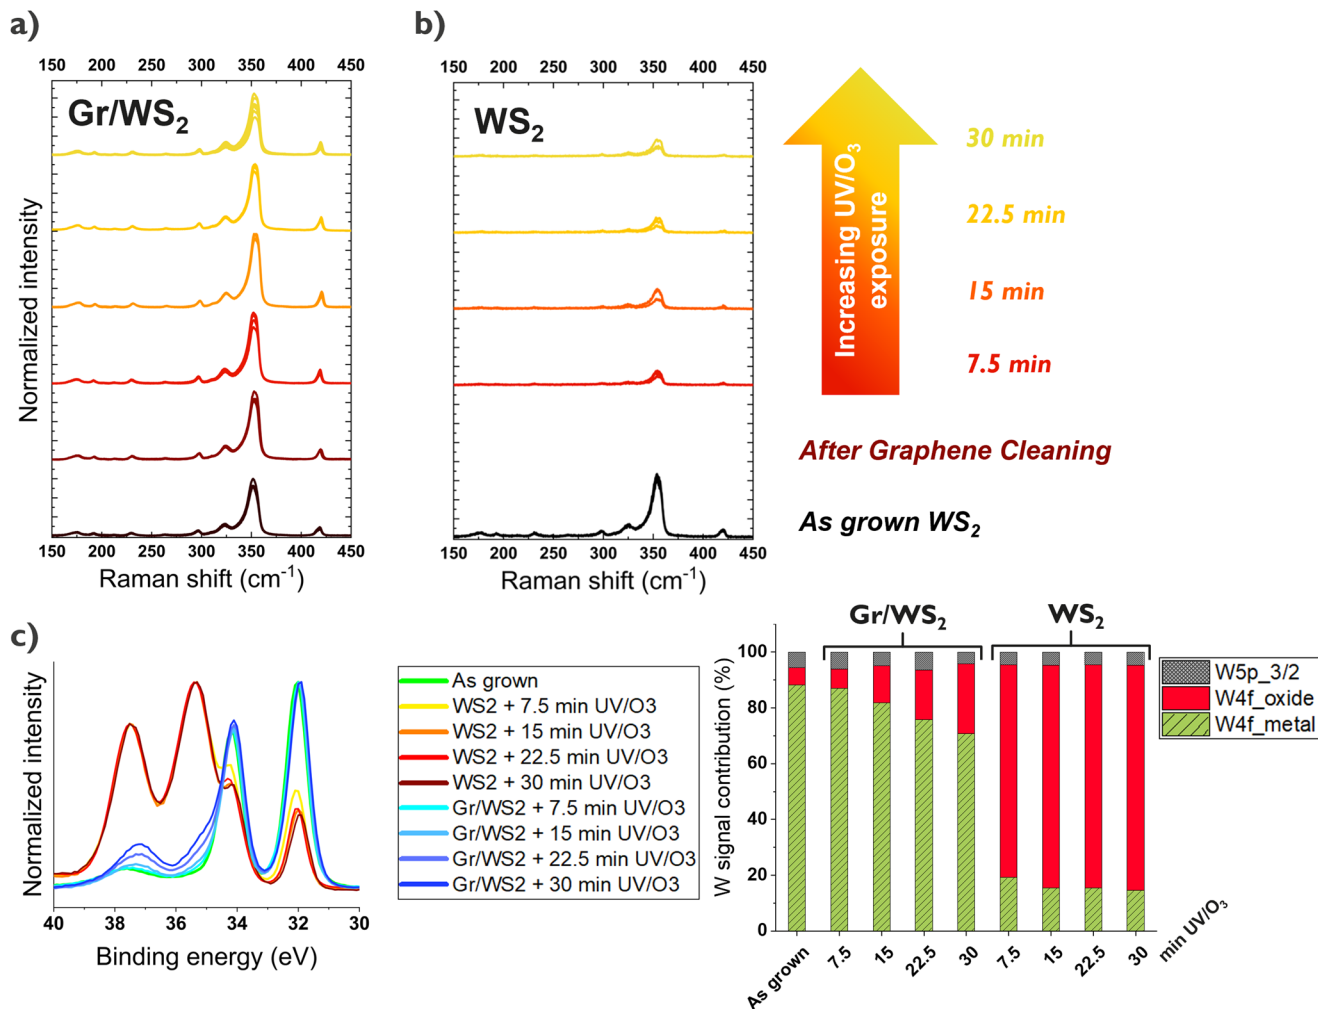 a)
150 200 250 300 350 400 450
Gr/WS2
Normalized intensity
150 200 250 300 350 400 450
Raman shift (cm-1)
b)
150 200 250 300 350 400 450
WS2
150 200 250 300 350 400 450
Raman shift (cm-1)
Increasing UV/O3
exposure
30 min
22.5 min
15 min
7.5 min
After Graphene Cleaning
As grown WS2
c)
Normalized intensity
40 38 36 34 32 30
Binding energy (eV)
As grown
WS2 + 7.5 min UV/O3
WS2 + 15 min UV/O3
WS2 + 22.5 min UV/O3
WS2 + 30 min UV/O3
Gr/WS2 + 7.5 min UV/O3
Gr/WS2 + 15 min UV/O3
Gr/WS2 + 22.5 min UV/O3
Gr/WS2 + 30 min UV/O3
Gr/WS2 WS2
W signal contribution (%)
100
80
60
40
20
0
As grown 7.5 15 22.5 30 7.5 15 22.5 30 min UV/O3
W5p_3/2
W4f_oxide
W4f_metal